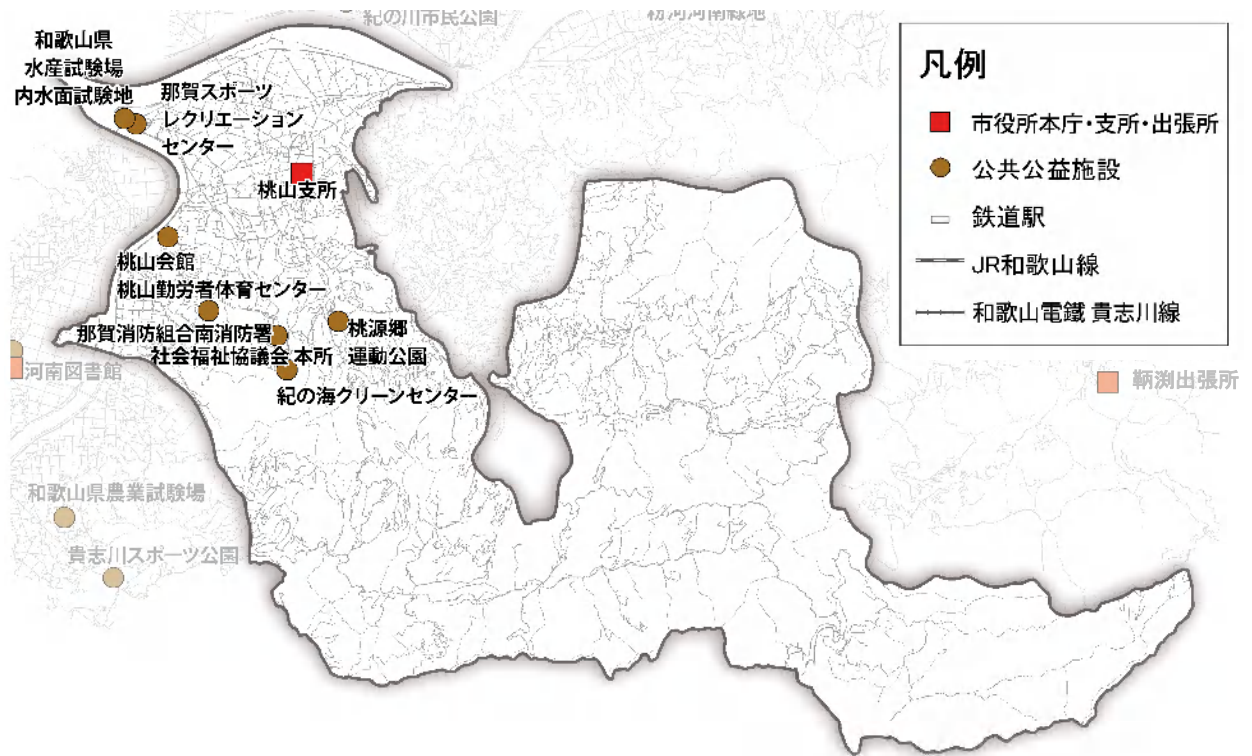 紀の川市民公園
粉河河南緑地
和歌山県
水産試験場
内水面試験地
那賀スポーツ
レクリエーション
センター
桃山支所
桃山会館
桃山勤労者体育センター
那賀消防組合南消防署
社会福祉協議会 本所
桃源郷
運動公園
紀の海クリーンセンター
河南図書館
和歌山県農業試験場
貴志川スポーツ公園
鞆渕出張所
凡例
市役所本庁・支所・出張所
公共公益施設
鉄道駅
JR和歌山線
和歌山電鐵 貴志川線